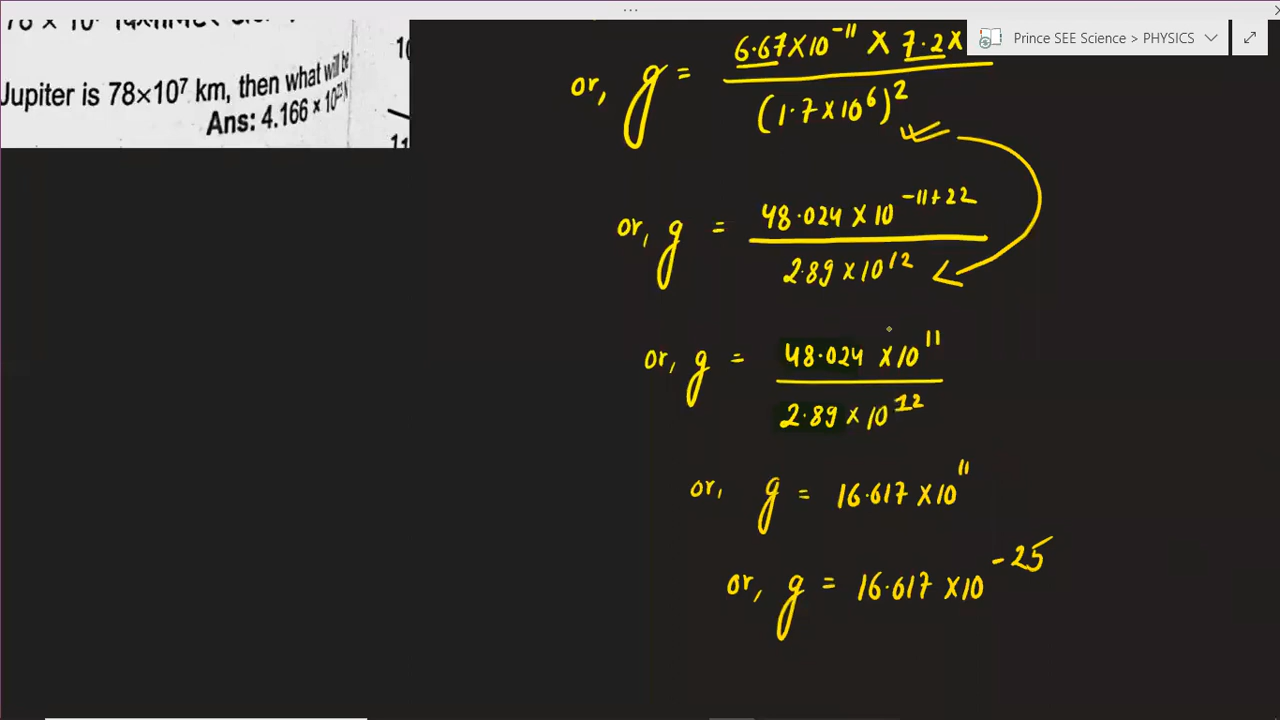 Jupiter is 78×10⁷ km, then what will be
Ans: 4.166 × 10²³ N
Prince SEE Science > PHYSICS
or, g = 6.67×10⁻¹¹ × 7.2×
(1.7×10⁶)²
or, g = 48.024 × 10⁻¹¹⁺²²
2.89 × 10¹²
or, g = 48.024 × 10¹¹
2.89 × 10¹²
or, g = 16.617 × 10¹¹
or, g = 16.617 × 10⁻²⁵